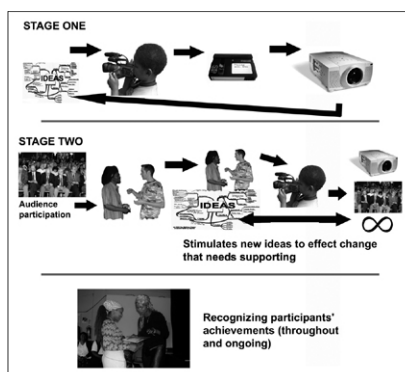 STAGE ONE
IDEAS
STAGE TWO
Audience
participation
IDEAS
Stimulates new ideas to effect change
that needs supporting
Recognizing participants'
achievements (throughout
and ongoing)